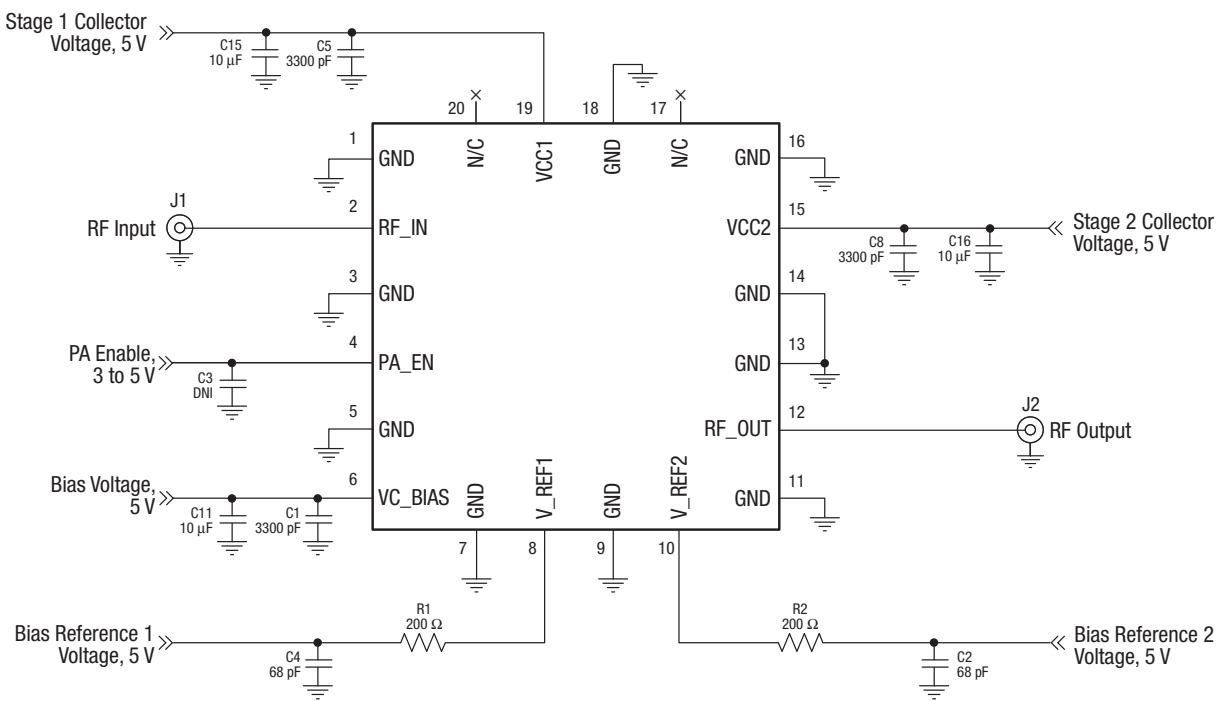 Stage 1 Collector
Voltage, 5 V
C15
10 μF
C5
3300 pF
20
19
18
17
N/C
VCC1
GND
N/C
1
GND
16
GND
J1
RF Input
2
RF_IN
15
VCC2
C8
3300 pF
C16
10 μF
Stage 2 Collector
Voltage, 5 V
3
GND
14
GND
PA Enable,
3 to 5 V
C3
DNI
4
PA_EN
13
GND
5
GND
12
RF_OUT
J2
RF Output
Bias Voltage,
5 V
C11
10 μF
C1
3300 pF
6
VC_BIAS
GND
V_REF1
GND
V_REF2
11
GND
7
8
9
10
Bias Reference 1
Voltage, 5 V
C4
68 pF
R1
200 Ω
R2
200 Ω
C2
68 pF
Bias Reference 2
Voltage, 5 V